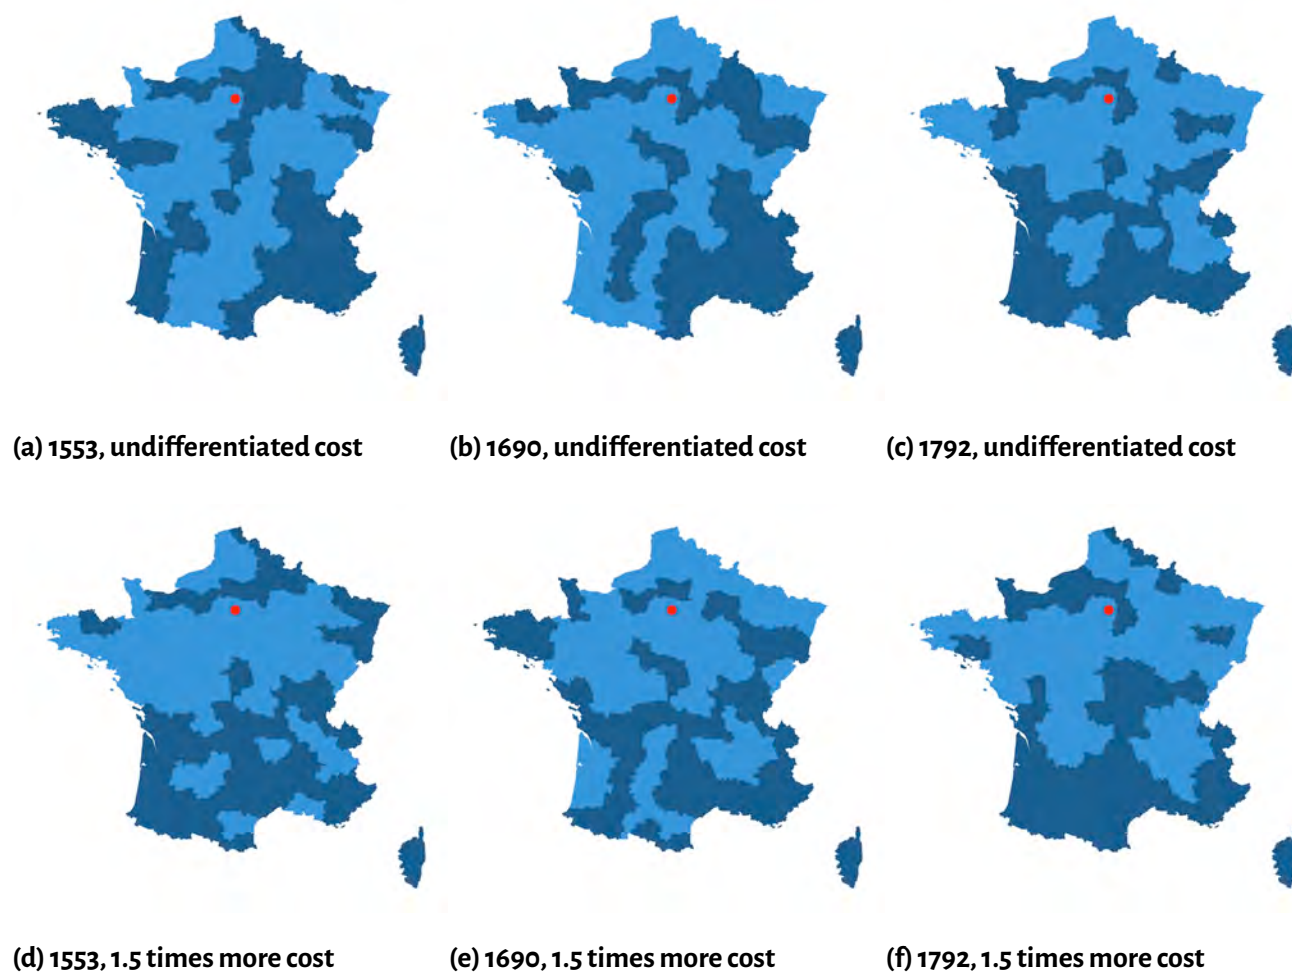 (a) 1553, undifferentiated cost
(b) 1690, undifferentiated cost
(c) 1792, undifferentiated cost
(d) 1553, 1.5 times more cost
(e) 1690, 1.5 times more cost
(f) 1792, 1.5 times more cost